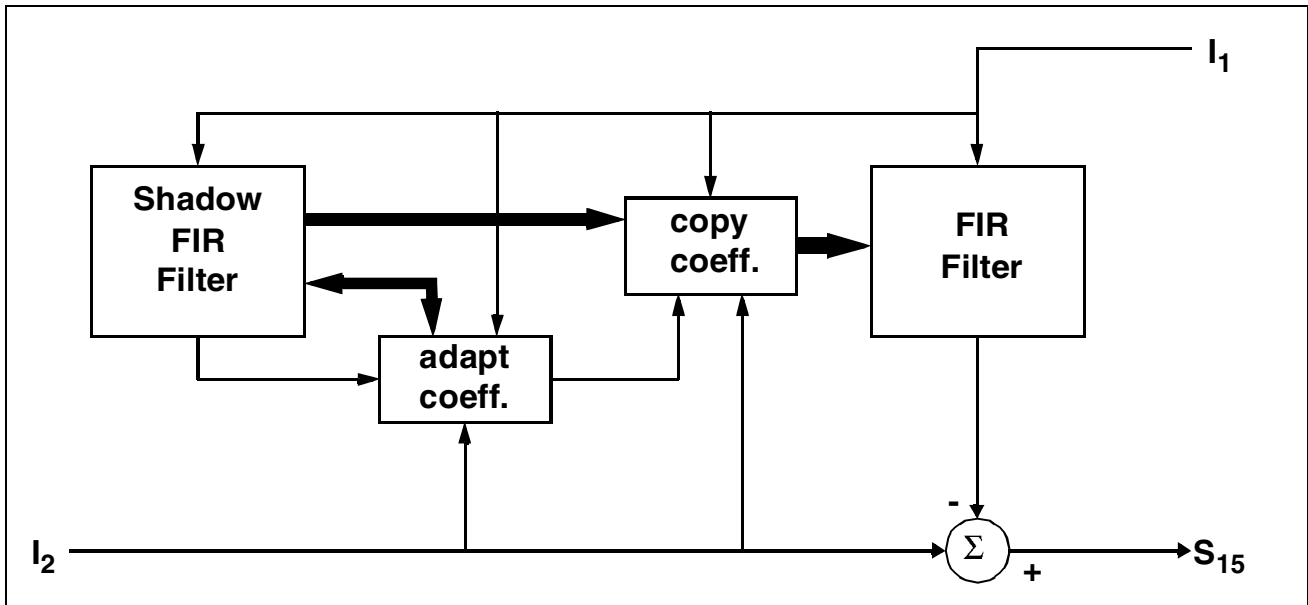 I1
Shadow
FIR
Filter
copy
coeff.
FIR
Filter
adapt
coeff.
-
I2
Σ
S15
+